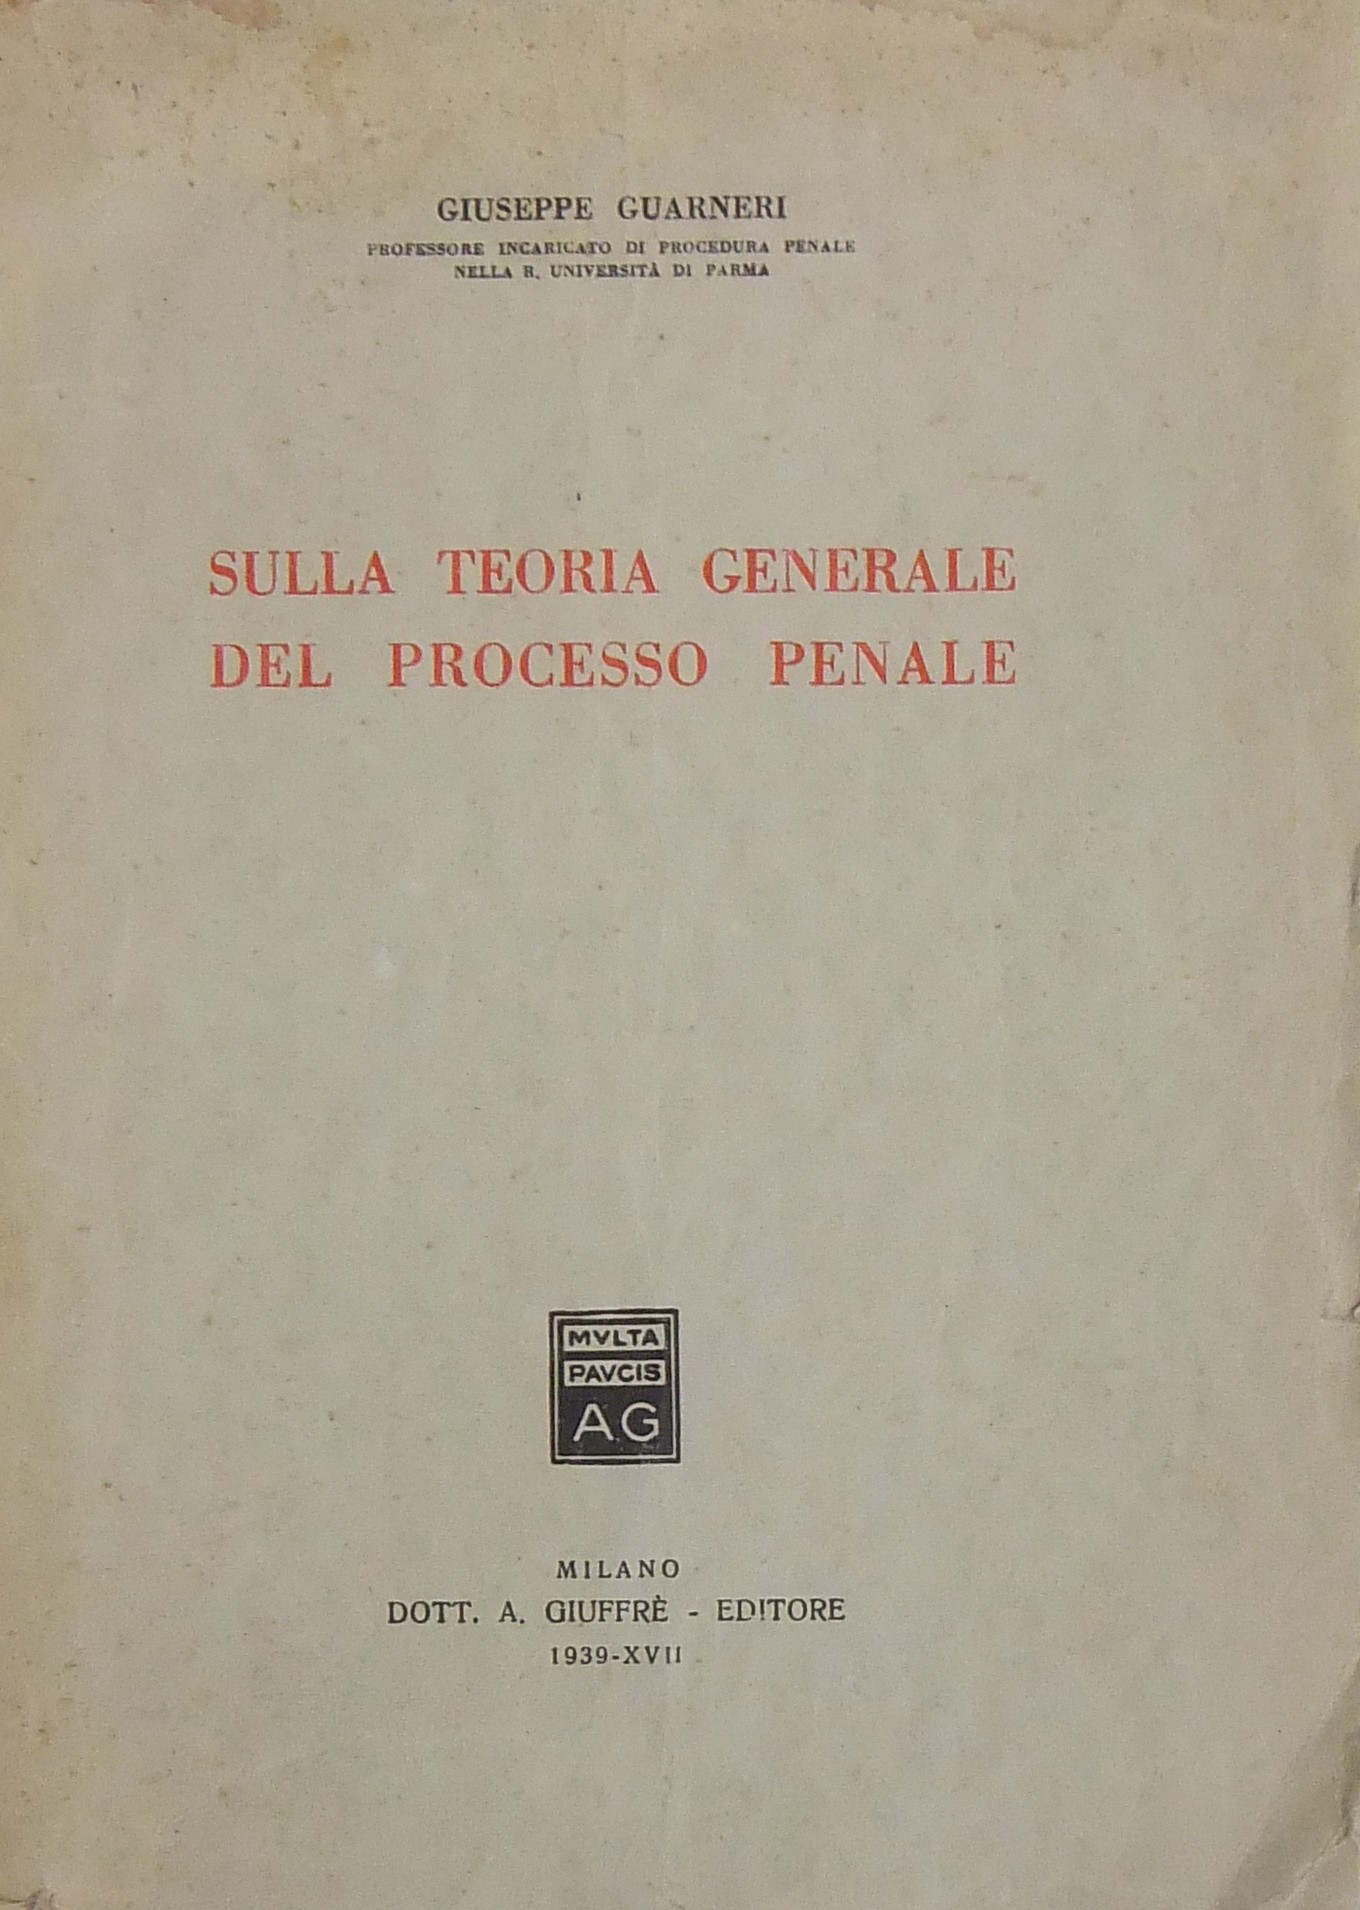 GIUSEPPE GUARNERI
PROFESSORE INCARICATO DI PROCEDURA PENALE
NELLA R. UNIVERSITÀ DI PARMA
SULLA TEORIA GENERALE
DEL PROCESSO PENALE
MVLTA
PAVCIS
A.G
MILANO
DOTT. A. GIUFFRÈ - EDITORE
1939-XVII